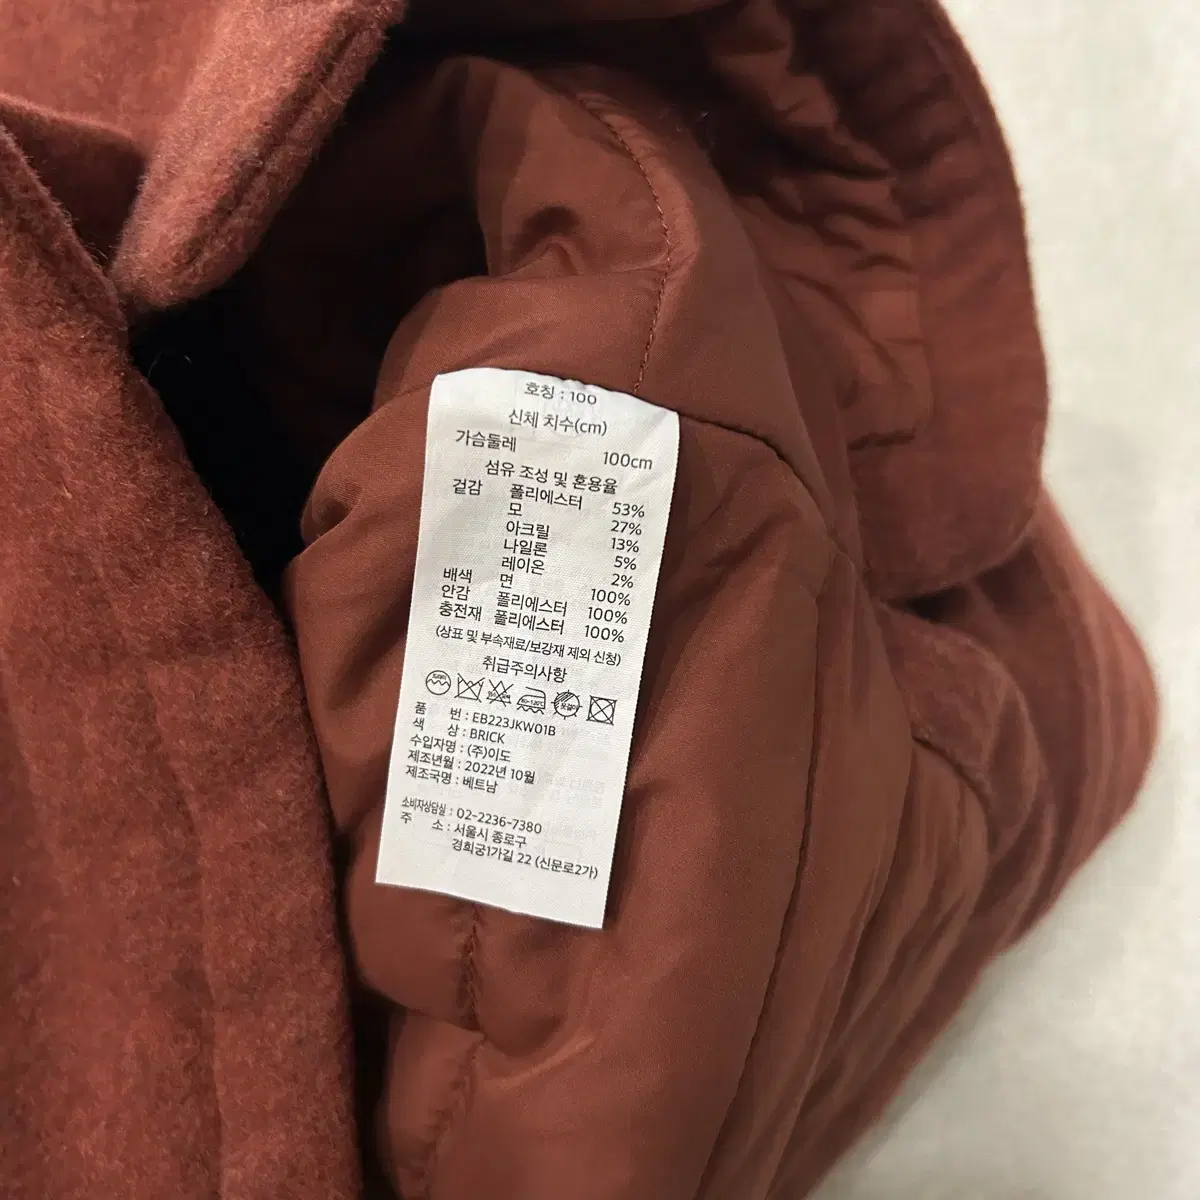 호칭 : 100
신체 치수(cm)
가슴둘레 100cm
섬유 조성 및 혼용율
겉감 폴리에스터 53%
모 27%
아크릴 13%
나일론 5%
레이온 2%
배색 면 100%
안감 폴리에스터 100%
충전재 폴리에스터 100%
(상표 및 부속재료/보강재 제외 신청)
취급주의사항
품 번 : EB223JKW01B
색 상 : BRICK
수입자명 : (주)이도
제조년월 : 2022년 10월
제조국명 : 베트남
소비자상담실 : 02-2236-7380
주 소 : 서울시 종로구
경희궁1가길 22 (신문로2가)